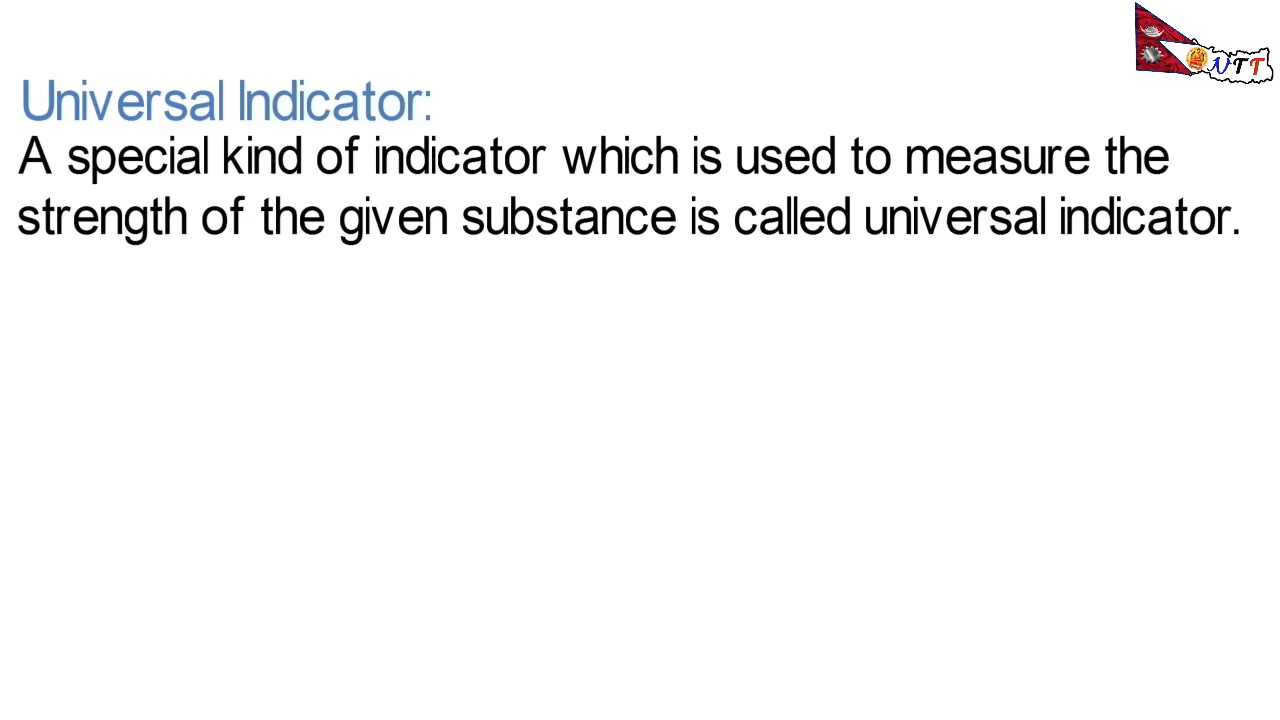 NTT
Universal Indicator:
A special kind of indicator which is used to measure the
strength of the given substance is called universal indicator.